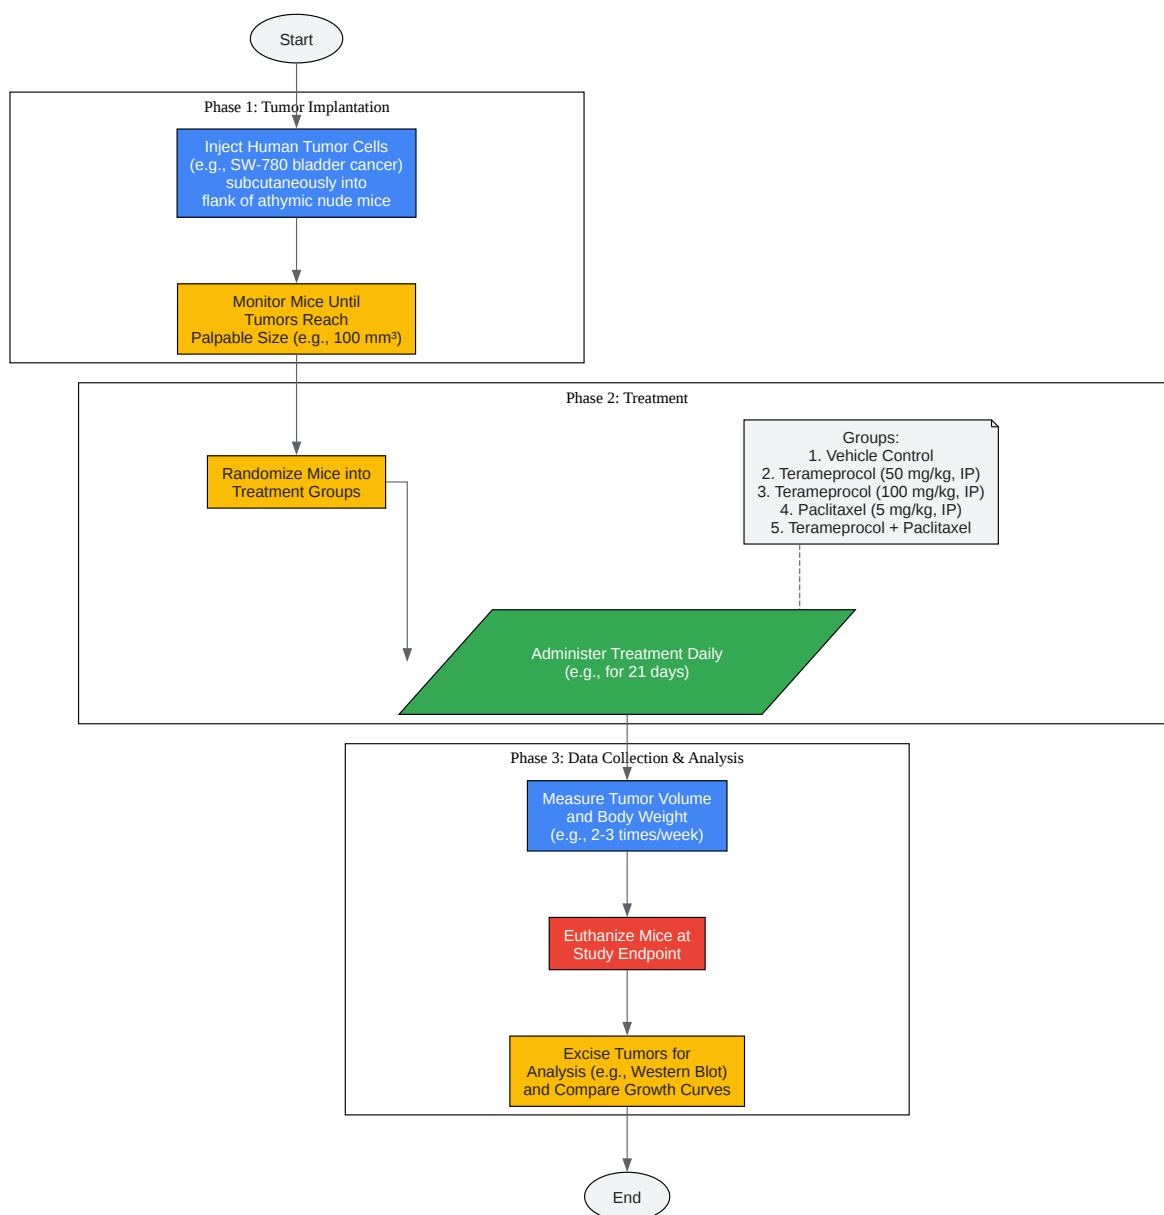 Start
Phase 1: Tumor Implantation
Inject Human Tumor Cells
(e.g., SW-780 bladder cancer)
subcutaneously into
flank of athymic nude mice
Monitor Mice Until
Tumors Reach
Palpable Size (e.g., 100 mm³)
Phase 2: Treatment
Randomize Mice into
Treatment Groups
Groups:
1. Vehicle Control
2. Terameprocol (50 mg/kg, IP)
3. Terameprocol (100 mg/kg, IP)
4. Paclitaxel (5 mg/kg, IP)
5. Terameprocol + Paclitaxel
Administer Treatment Daily
(e.g., for 21 days)
Phase 3: Data Collection & Analysis
Measure Tumor Volume
and Body Weight
(e.g., 2-3 times/week)
Euthanize Mice at
Study Endpoint
Excise Tumors for
Analysis (e.g., Western Blot)
and Compare Growth Curves
End